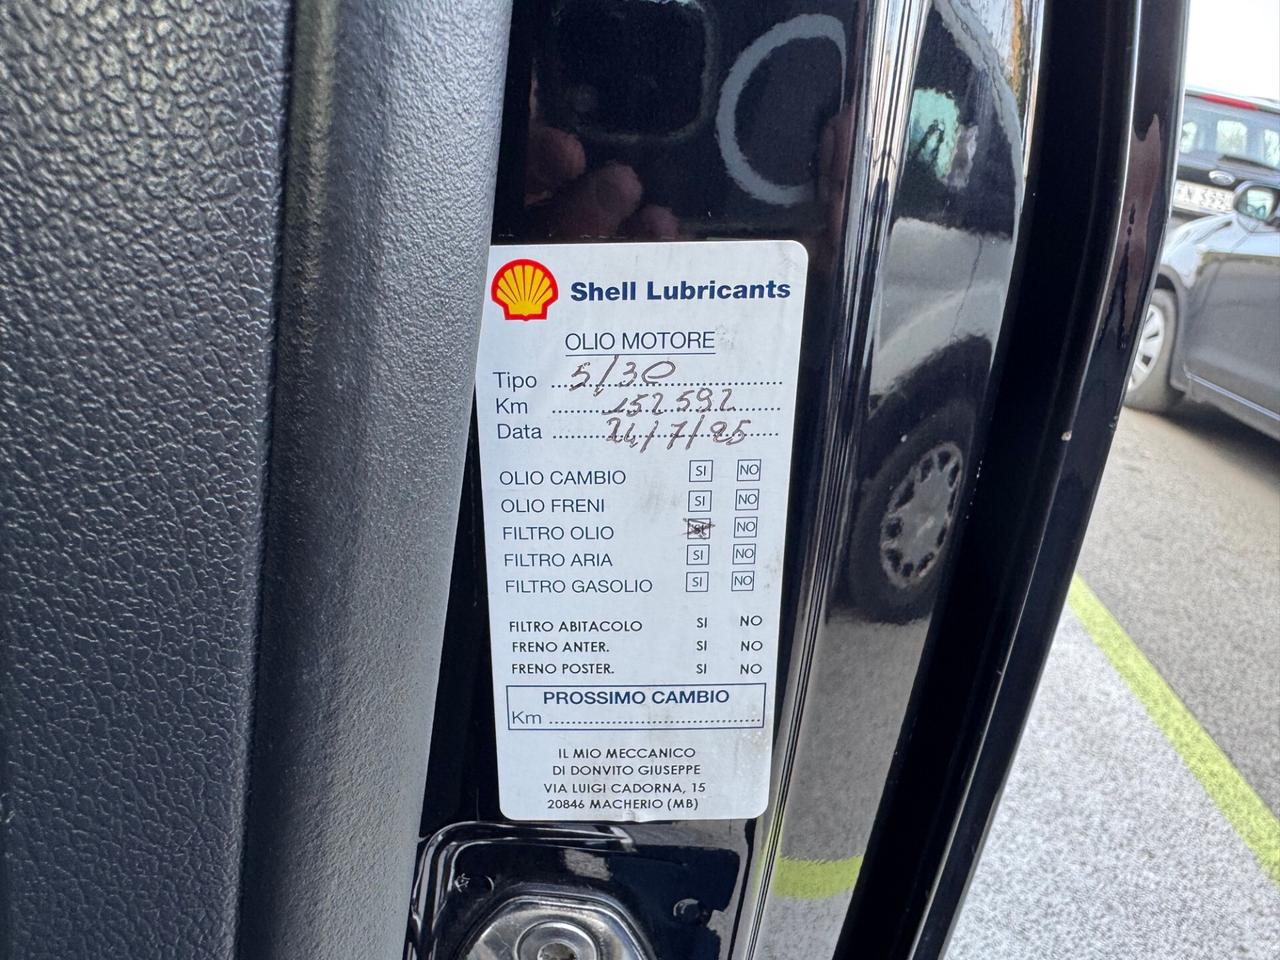 Shell Lubricants
OLIO MOTORE
Tipo 5/30
Km 152592
Data 24/7/25
OLIO CAMBIO SI NO
OLIO FRENI SI NO
FILTRO OLIO SI NO
FILTRO ARIA SI NO
FILTRO GASOLIO SI NO
FILTRO ABITACOLO SI NO
FRENO ANTER. SI NO
FRENO POSTER. SI NO
PROSSIMO CAMBIO
Km
IL MIO MECCANICO
DI DONVITO GIUSEPPE
VIA LUIGI CADORNA, 15
20846 MACHERIO (MB)